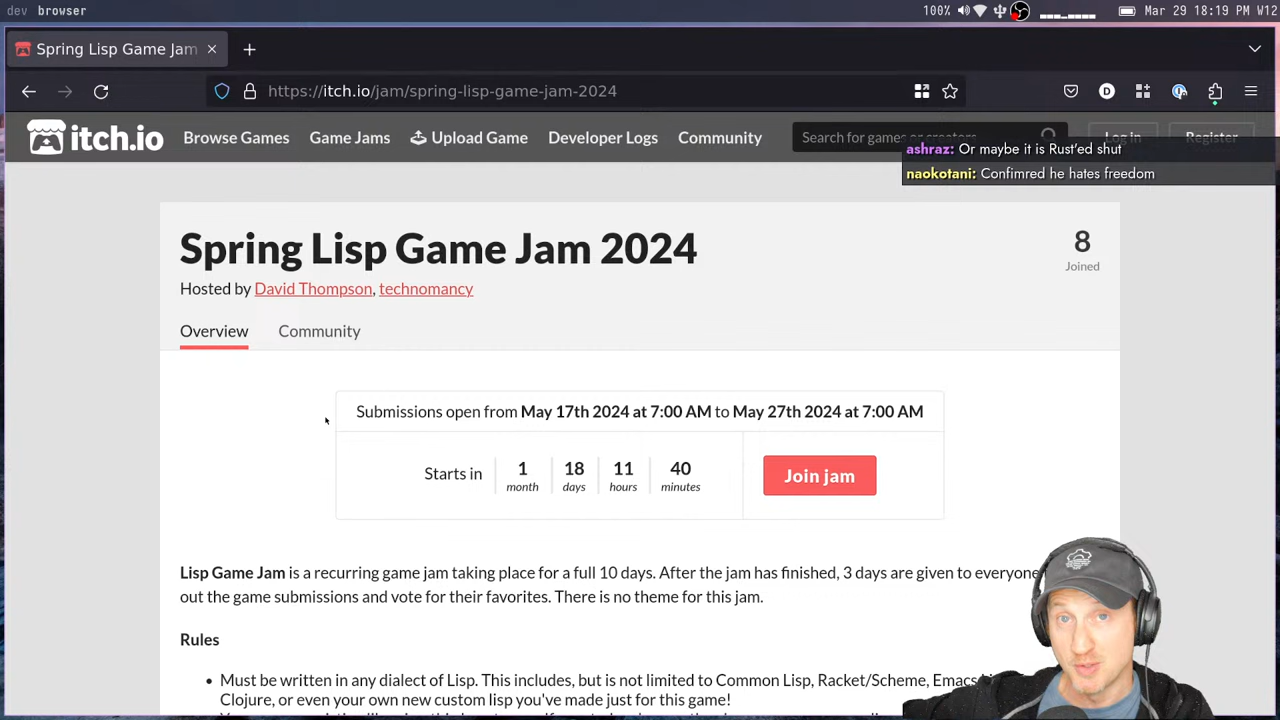 dev browser 100% Mar 29 18:19 PM W12
Spring Lisp Game Jam
https://itch.io/jam/spring-lisp-game-jam-2024
itch.io Browse Games Game Jams Upload Game Developer Logs Community Search for games or creators Log in Register
ashraz: Or maybe it is Rust'ed shut
naokotani: Confimred he hates freedom
Spring Lisp Game Jam 2024
8
Joined
Hosted by David Thompson, technomancy
Overview Community
Submissions open from May 17th 2024 at 7:00 AM to May 27th 2024 at 7:00 AM
Starts in 1 month 18 days 11 hours 40 minutes
Join jam
Lisp Game Jam is a recurring game jam taking place for a full 10 days. After the jam has finished, 3 days are given to everyone
out the game submissions and vote for their favorites. There is no theme for this jam.
Rules
• Must be written in any dialect of Lisp. This includes, but is not limited to Common Lisp, Racket/Scheme, Emacs
Clojure, or even your own new custom lisp you've made just for this game!